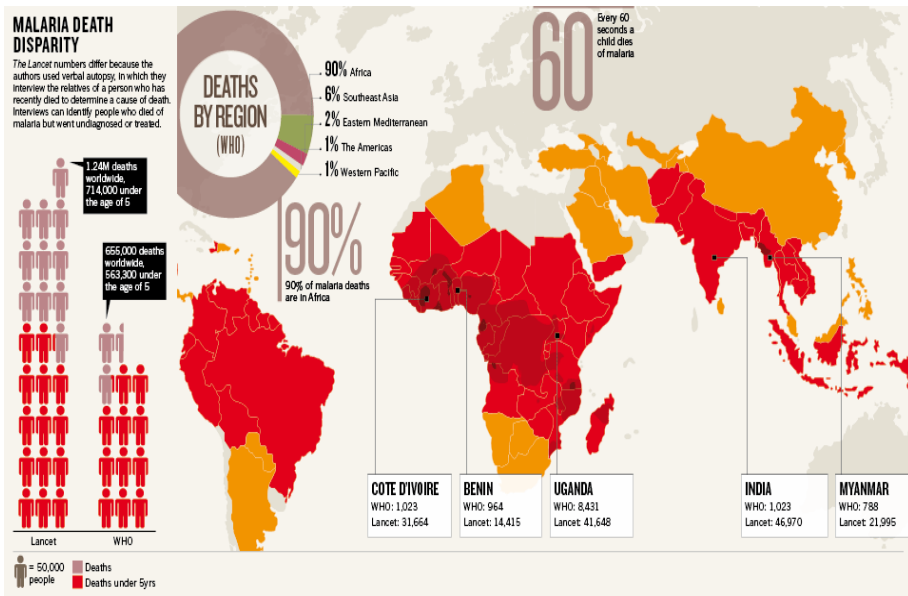 MALARIA DEATH
DISPARITY
The Lancet numbers differ because the
authors used verbal autopsy, in which they
interview the relatives of a person who has
recently died to determine a cause of death.
Interviews can identify people who died of
malaria but went undiagnosed or treated.
1.24M deaths
worldwide,
714,000 under
the age of 5
655,000 deaths
worldwide,
563,300 under
the age of 5
Lancet
WHO
= 50,000
people
Deaths
Deaths under 5yrs
DEATHS
BY REGION
(WHO)
90% Africa
6% Southeast Asia
2% Eastern Mediterranean
1% The Americas
1% Western Pacific
90%
90% of malaria deaths
are in Africa
60
Every 60
seconds a
child dies
of malaria
COTE D'IVOIRE
WHO: 1,023
Lancet: 31,664
BENIN
WHO: 964
Lancet: 14,415
UGANDA
WHO: 8,431
Lancet: 41,648
INDIA
WHO: 1,023
Lancet: 46,970
MYANMAR
WHO: 788
Lancet: 21,995